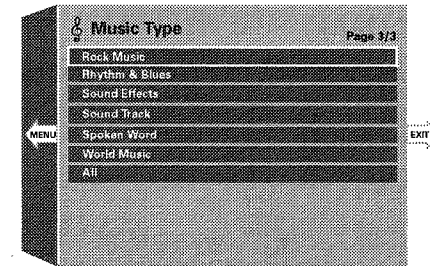 Music Type
Page 3/3
Rock Music
Rhythm & Blues
Sound Effects
Sound Track
MENU
Spoken Word
EXIT
World Music
All